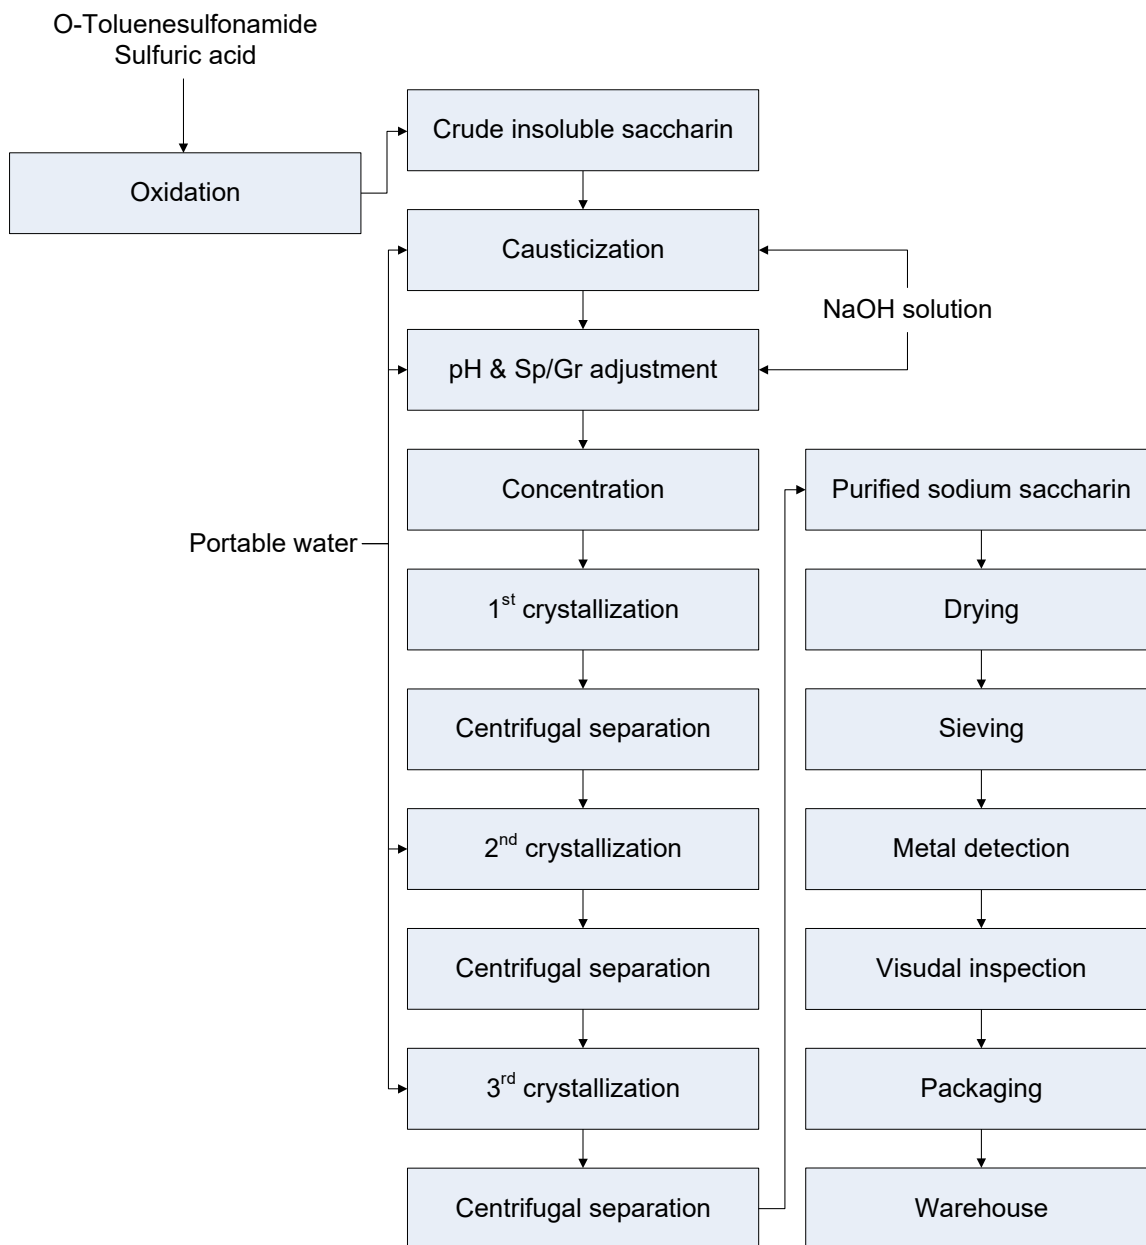 O-Toluenesulfonamide
Sulfuric acid
Oxidation
Crude insoluble saccharin
Causticization
NaOH solution
pH & Sp/Gr adjustment
Concentration
Portable water
1st crystallization
Centrifugal separation
2nd crystallization
Centrifugal separation
3rd crystallization
Centrifugal separation
Purified sodium saccharin
Drying
Sieving
Metal detection
Visudal inspection
Packaging
Warehouse